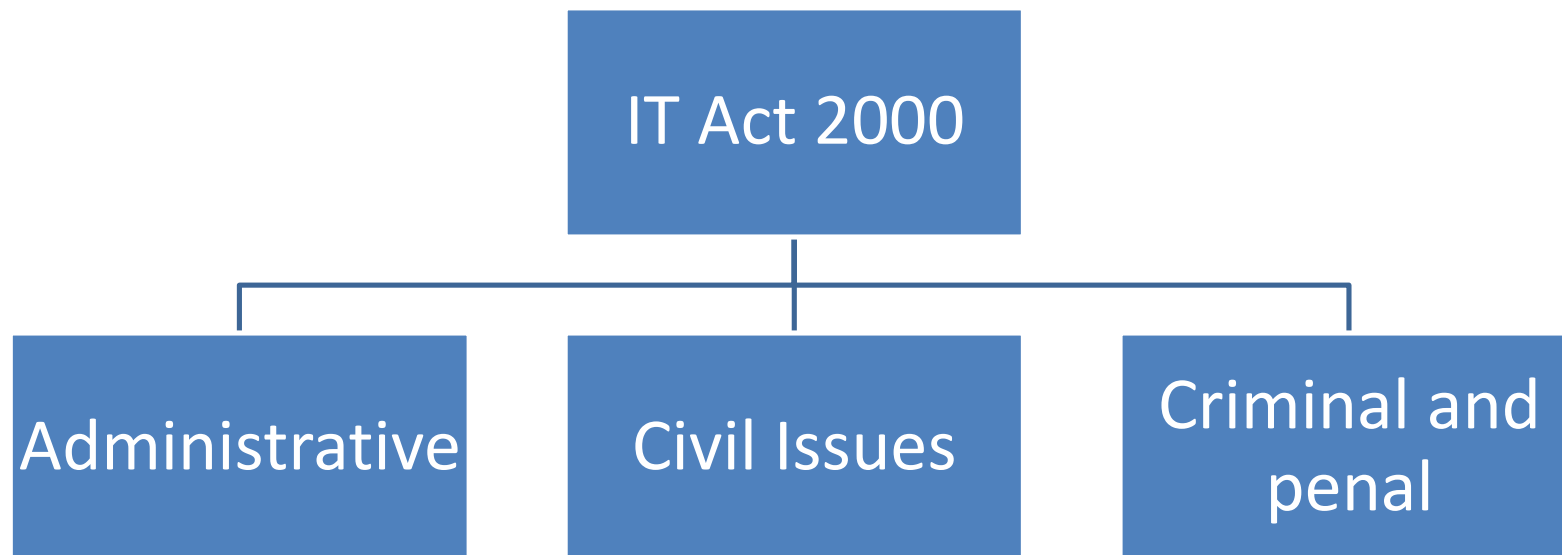 IT Act 2000
Administrative
Civil Issues
Criminal and
penal